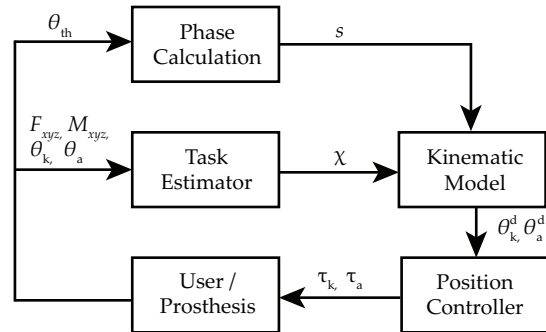 θth
Phase
Calculation
s
Fxyz, Mxyz,
θk, θa
Task
Estimator
χ
Kinematic
Model
θkd, θad
User /
Prosthesis
τk, τa
Position
Controller